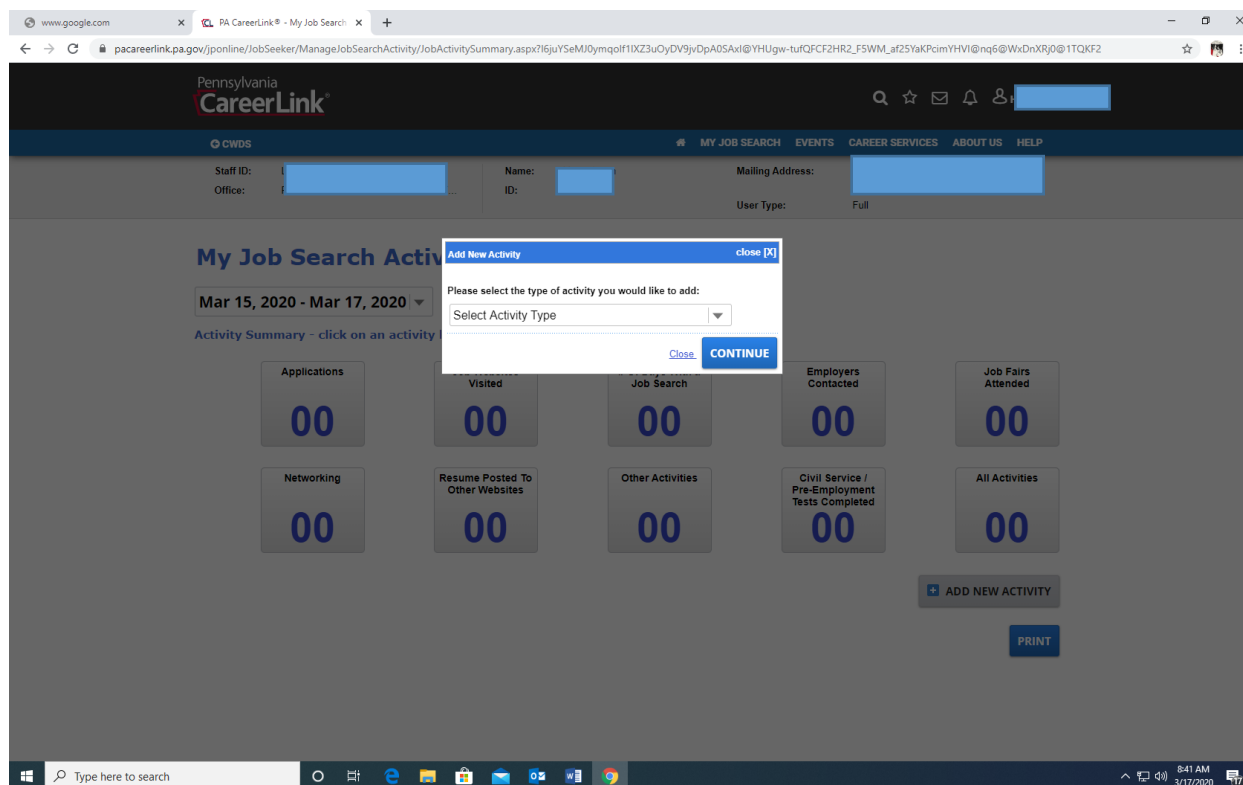 www.google.com
PA CareerLink® - My Job Search
pacareerlink.pa.gov/jponline/JobSeeker/ManageJobSearchActivity/JobActivitySummary.aspx?l6juYSeMJ0ymqolf1IXZ3uOyDV9jvDpA0SAxI@YHUgw-tufQFCF2HR2_F5WM_af25YaKPcimYHVI@nq6@WxDnXRj0@1TQKF2
Pennsylvania
CareerLink®
CWDS
MY JOB SEARCH EVENTS CAREER SERVICES ABOUT US HELP
Staff ID:
Office:
Name:
ID:
Mailing Address:
User Type: Full
My Job Search Activ
Mar 15, 2020 - Mar 17, 2020
Activity Summary - click on an activity
Add New Activity close [X]
Please select the type of activity you would like to add:
Select Activity Type
Close CONTINUE
Applications
00
Visited
00
Job Search
00
Employers
Contacted
00
Job Fairs
Attended
00
Networking
00
Resume Posted To
Other Websites
00
Other Activities
00
Civil Service /
Pre-Employment
Tests Completed
00
All Activities
00
ADD NEW ACTIVITY
PRINT
Type here to search
8:41 AM
3/17/2020